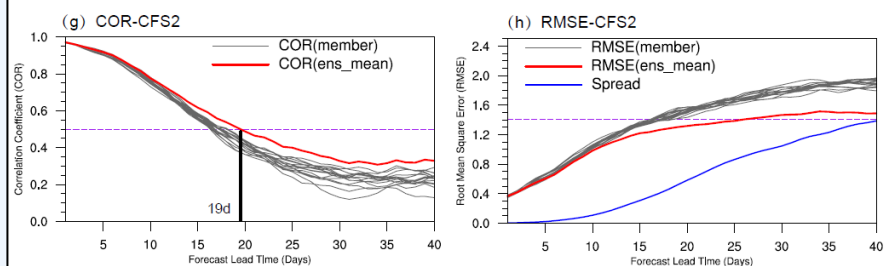 (g) COR-CFS2
1.0
0.8
0.6
0.4
0.2
0.0
Correlation Coefficient (COR)
COR(member)
COR(ens_mean)
19d
5 10 15 20 25 30 35 40
Forecast Lead TIme (Days)
(h) RMSE-CFS2
2.4
2.0
1.6
1.2
0.8
0.4
0.0
Root Mean Square Error (RMSE)
RMSE(member)
RMSE(ens_mean)
Spread
5 10 15 20 25 30 35 40
Forecast Lead TIme (Days)